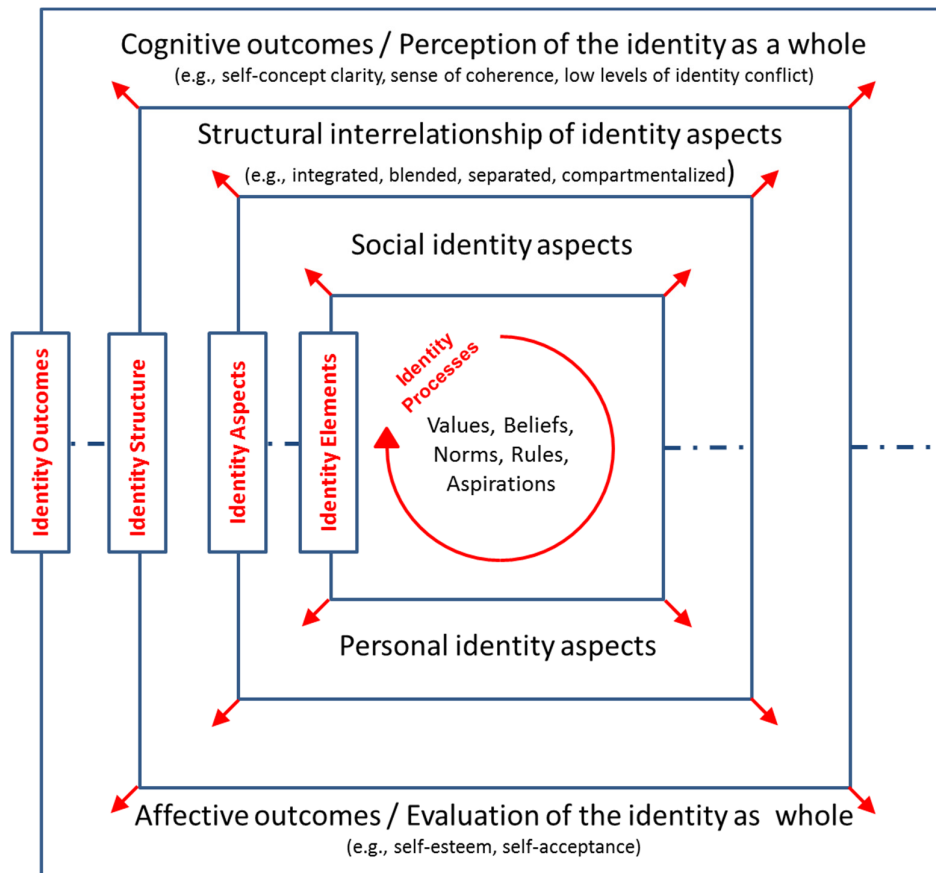 Cognitive outcomes / Perception of the identity as a whole
(e.g., self-concept clarity, sense of coherence, low levels of identity conflict)
Structural interrelationship of identity aspects
(e.g., integrated, blended, separated, compartmentalized)
Social identity aspects
Identity Outcomes
Identity Structure
Identity Aspects
Identity Elements
Identity
Processes
Values, Beliefs,
Norms, Rules,
Aspirations
Personal identity aspects
Affective outcomes / Evaluation of the identity as whole
(e.g., self-esteem, self-acceptance)